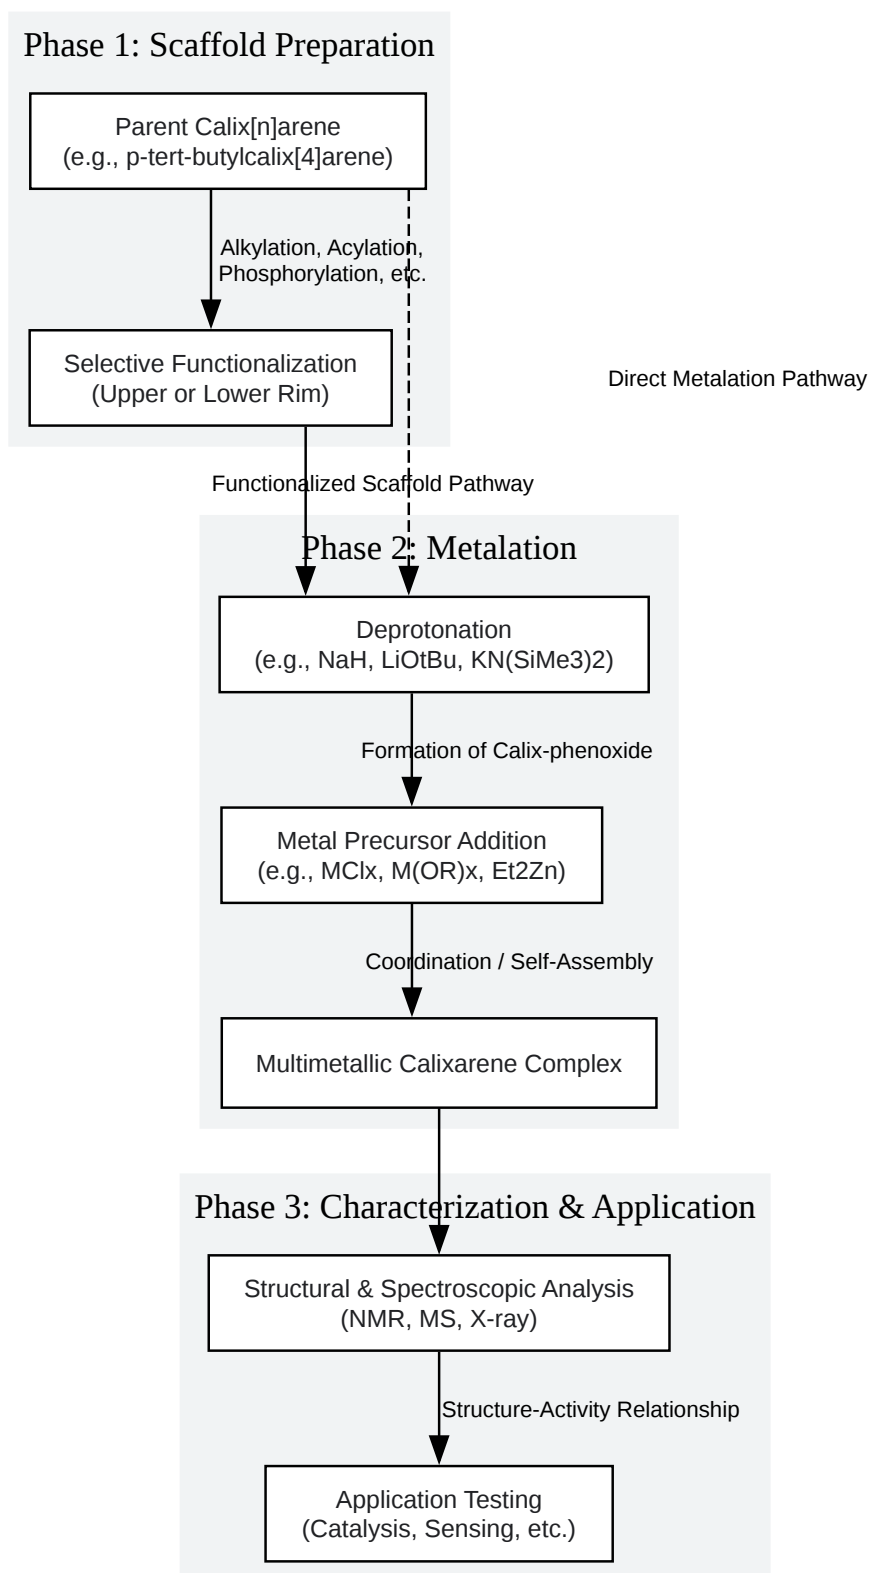 Phase 1: Scaffold Preparation
Parent Calix[n]arene
(e.g., p-tert-butylcalix[4]arene)
Alkylation, Acylation,
Phosphorylation, etc.
Selective Functionalization
(Upper or Lower Rim)
Direct Metalation Pathway
Functionalized Scaffold Pathway
Phase 2: Metalation
Deprotonation
(e.g., NaH, LiOtBu, KN(SiMe3)2)
Formation of Calix-phenoxide
Metal Precursor Addition
(e.g., MClx, M(OR)x, Et2Zn)
Coordination / Self-Assembly
Multimetallic Calixarene Complex
Phase 3: Characterization & Application
Structural & Spectroscopic Analysis
(NMR, MS, X-ray)
Structure-Activity Relationship
Application Testing
(Catalysis, Sensing, etc.)